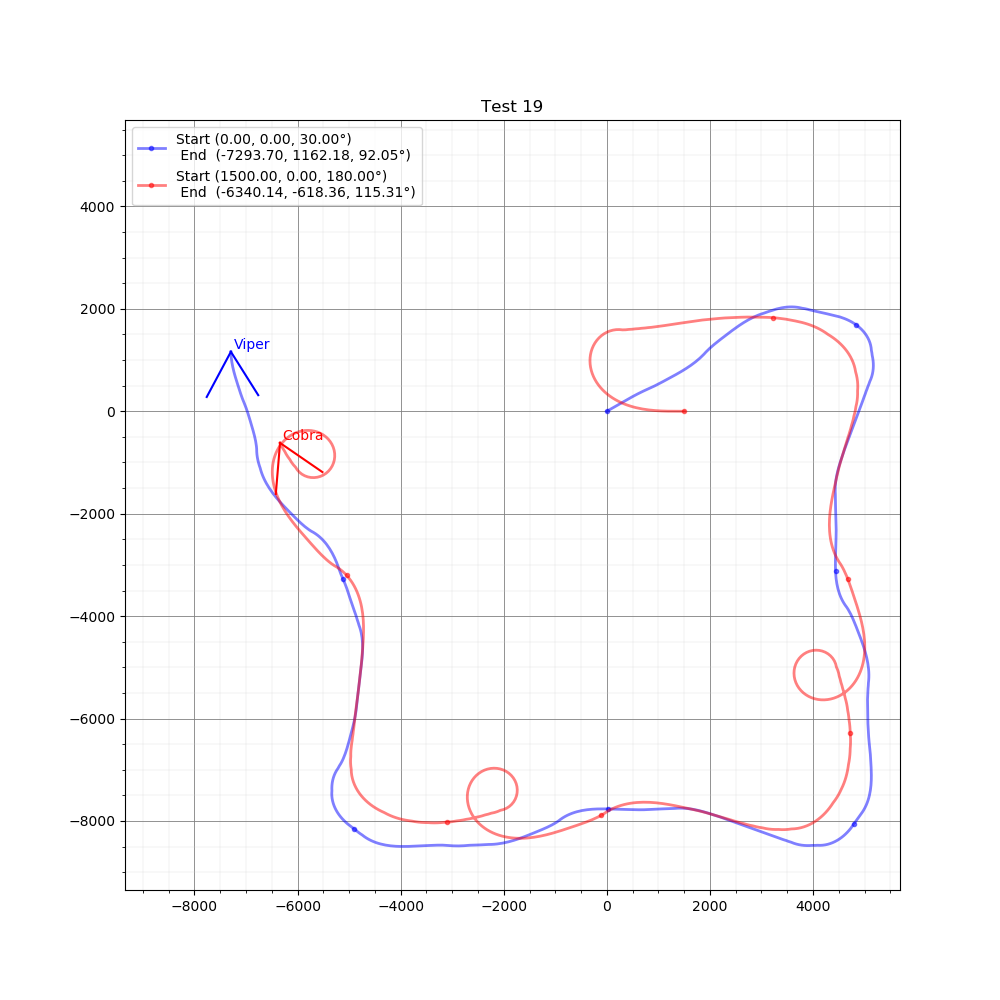 Test 19
Start (0.00, 0.00, 30.00°)
End (-7293.70, 1162.18, 92.05°)
Start (1500.00, 0.00, 180.00°)
End (-6340.14, -618.36, 115.31°)
4000
2000
0
−2000
−4000
−6000
−8000
Viper
Cobra
−8000
−6000
−4000
−2000
0
2000
4000